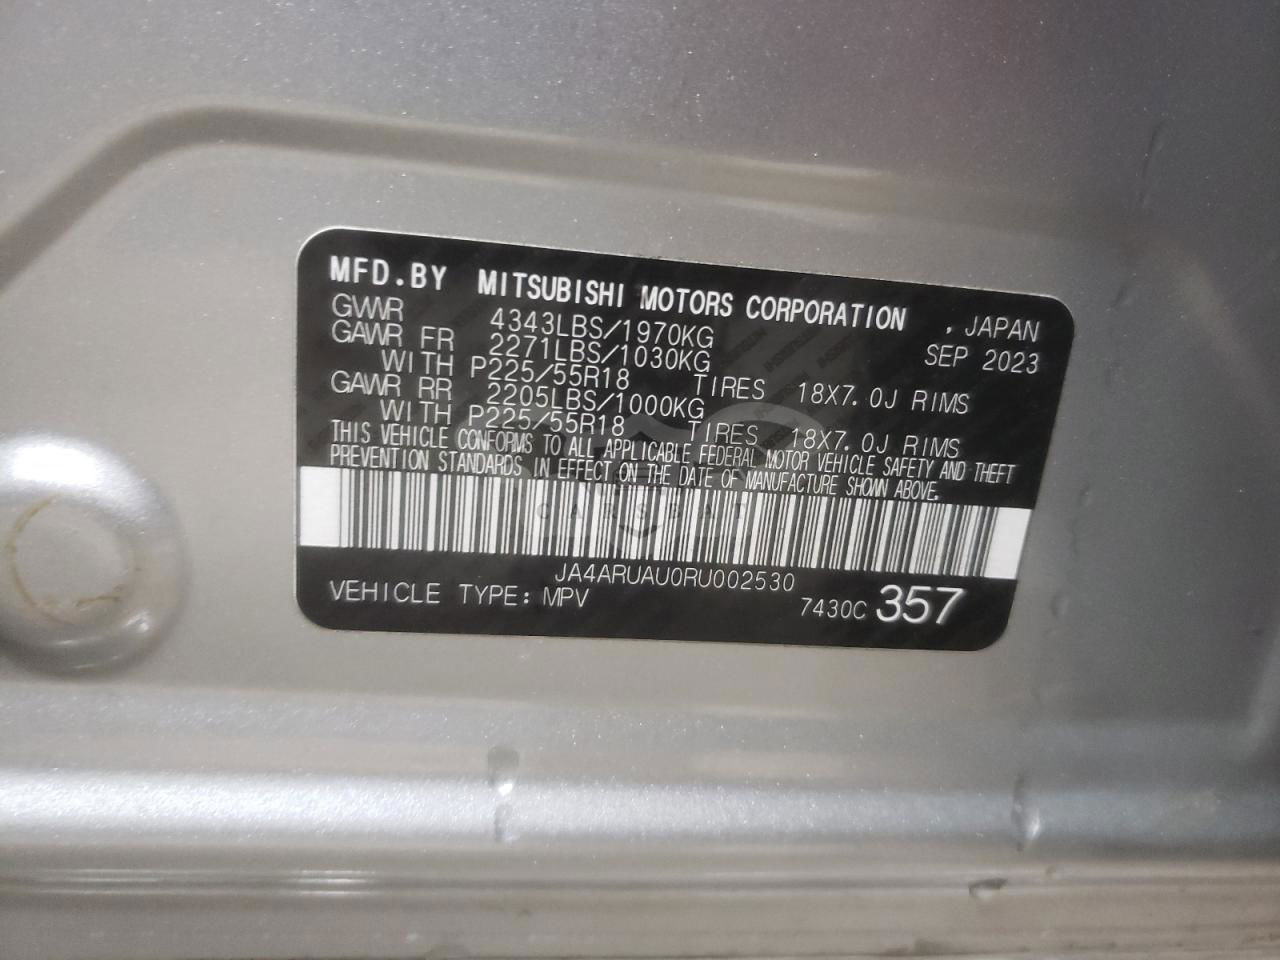 MFD.BY MITSUBISHI MOTORS CORPORATION , JAPAN
GVWR 4343LBS/1970KG SEP 2023
GAWR FR 2271LBS/1030KG
WITH P225/55R18 TIRES 18X7.0J RIMS
GAWR RR 2205LBS/1000KG
WITH P225/55R18 TIRES 18X7.0J RIMS
THIS VEHICLE CONFORMS TO ALL APPLICABLE FEDERAL MOTOR VEHICLE SAFETY AND THEFT
PREVENTION STANDARDS IN EFFECT ON THE DATE OF MANUFACTURE SHOWN ABOVE.
CARSBAT
JA4ARUAU0RU002530
VEHICLE TYPE: MPV 7430C 357